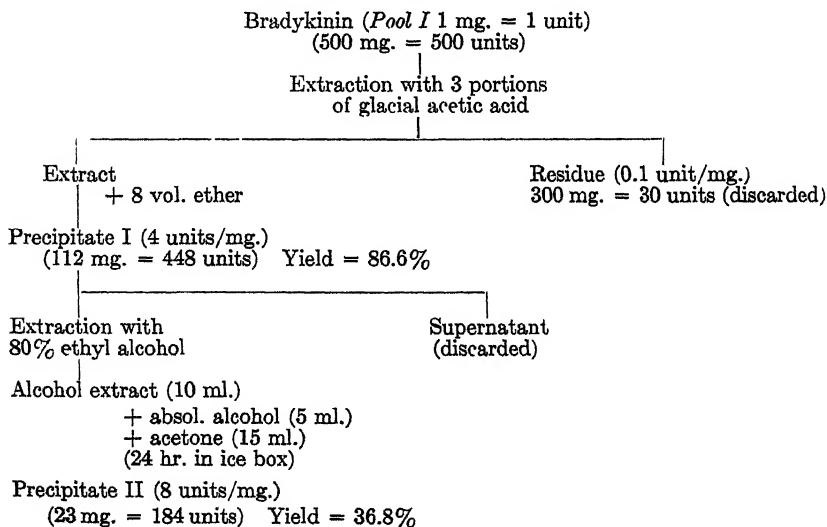 Bradykinin (Pool I 1 mg. = 1 unit)
(500 mg. = 500 units)
Extraction with 3 portions
of glacial acetic acid
Extract
+ 8 vol. ether
Residue (0.1 unit/mg.)
300 mg. = 30 units (discarded)
Precipitate I (4 units/mg.)
(112 mg. = 448 units) Yield = 86.6%
Extraction with
80% ethyl alcohol
Supernatant
(discarded)
Alcohol extract (10 ml.)
+ absol. alcohol (5 ml.)
+ acetone (15 ml.)
(24 hr. in ice box)
Precipitate II (8 units/mg.)
(23 mg. = 184 units) Yield = 36.8%